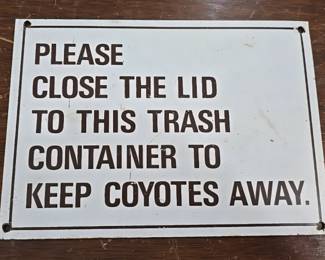 PLEASE
CLOSE THE LID
TO THIS TRASH
CONTAINER TO
KEEP COYOTES AWAY.